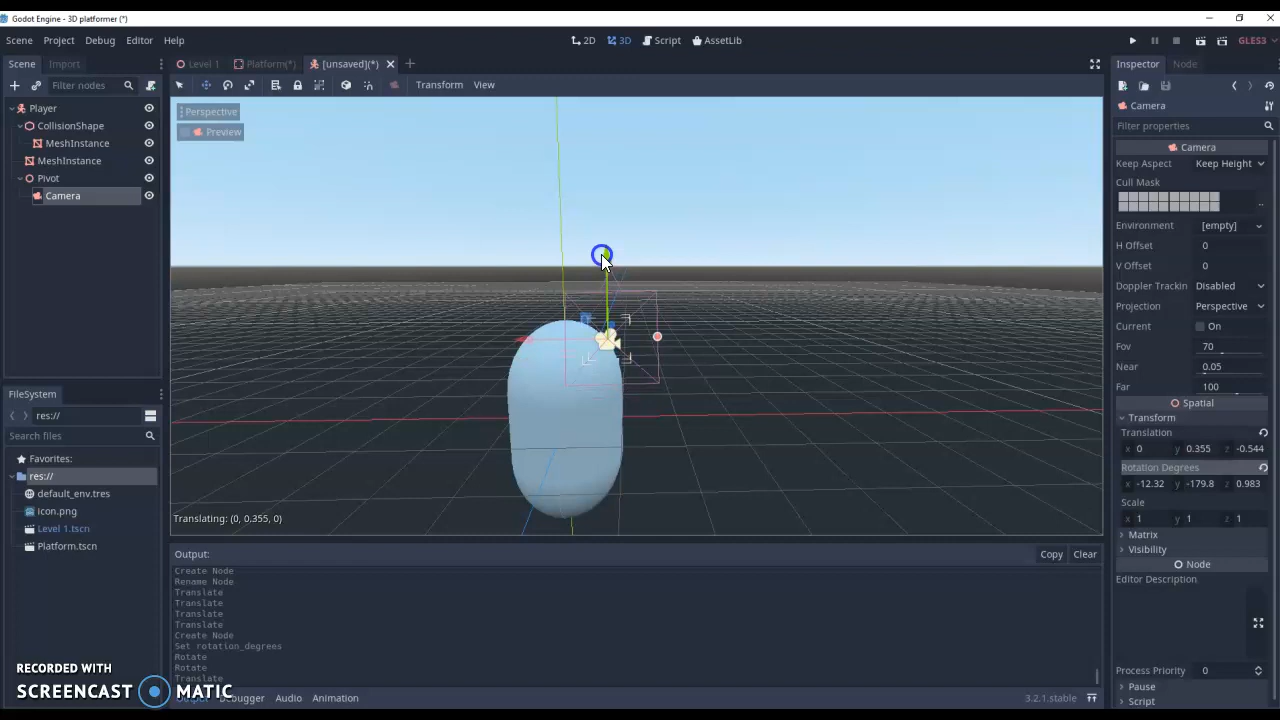 Godot Engine - 3D platformer (*)
Scene Project Debug Editor Help
2D 3D Script AssetLib
GLES3
Scene Import
Level 1 Platform(*) [unsaved](*)
Inspector Node
Filter nodes
Transform View
Player
CollisionShape
MeshInstance
MeshInstance
Pivot
Camera
Perspective
Preview
Translating: (0, 0.355, 0)
Camera
Filter properties
Camera
Keep Aspect Keep Height
Cull Mask
Environment [empty]
H Offset 0
V Offset 0
Doppler Trackin Disabled
Projection Perspective
Current On
Fov 70
Near 0.05
Far 100
Spatial
Transform
Translation
x 0 y 0.355 z -0.544
Rotation Degrees
x -12.32 y -179.8 z 0.983
Scale
x 1 y 1 z 1
Matrix
Visibility
Node
Editor Description
Process Priority 0
Pause
Script
FileSystem
res://
Search files
Favorites:
res://
default_env.tres
icon.png
Level 1.tscn
Platform.tscn
Output:
Copy Clear
Create Node
Rename Node
Translate
Translate
Translate
Translate
Create Node
Set rotation_degrees
Rotate
Rotate
Translate
Output Debugger Audio Animation
3.2.1.stable
RECORDED WITH
SCREENCAST MATIC